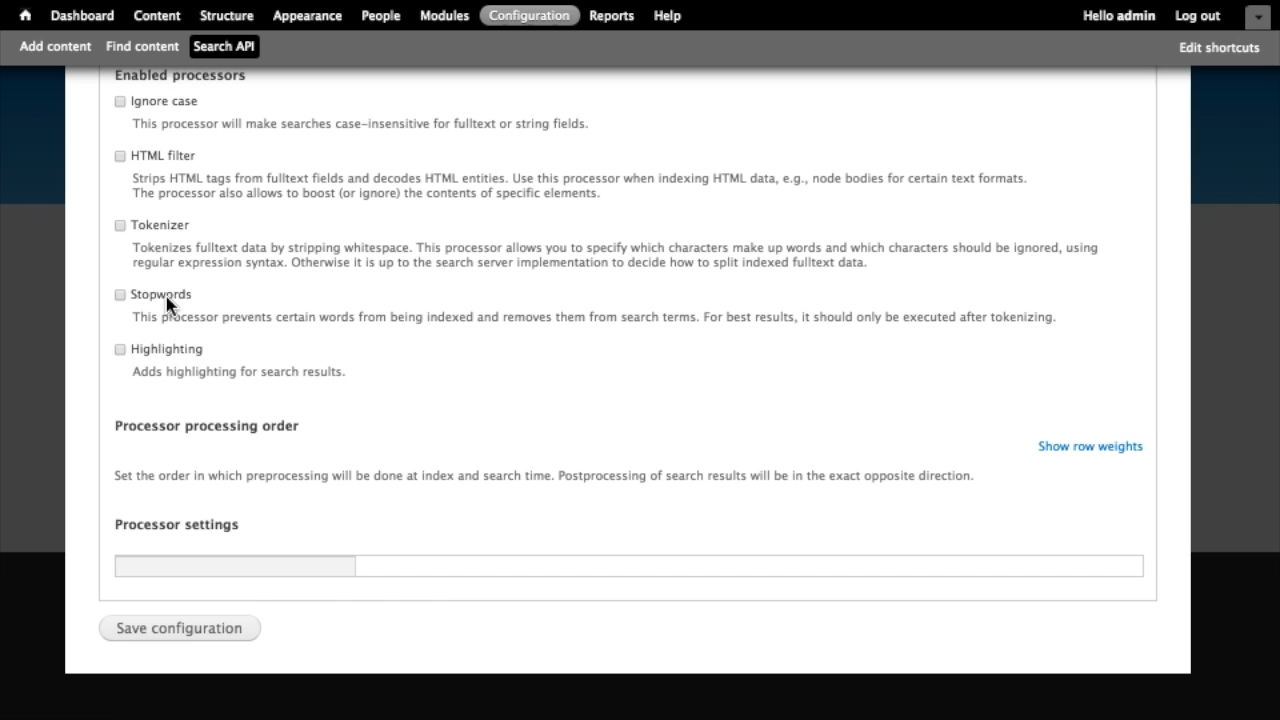 Dashboard Content Structure Appearance People Modules Configuration Reports Help Hello admin Log out
Add content Find content Search API Edit shortcuts
Enabled processors
Ignore case
This processor will make searches case-insensitive for fulltext or string fields.
HTML filter
Strips HTML tags from fulltext fields and decodes HTML entities. Use this processor when indexing HTML data, e.g., node bodies for certain text formats.
The processor also allows to boost (or ignore) the contents of specific elements.
Tokenizer
Tokenizes fulltext data by stripping whitespace. This processor allows you to specify which characters make up words and which characters should be ignored, using
regular expression syntax. Otherwise it is up to the search server implementation to decide how to split indexed fulltext data.
Stopwords
This processor prevents certain words from being indexed and removes them from search terms. For best results, it should only be executed after tokenizing.
Highlighting
Adds highlighting for search results.
Processor processing order
Show row weights
Set the order in which preprocessing will be done at index and search time. Postprocessing of search results will be in the exact opposite direction.
Processor settings
Save configuration